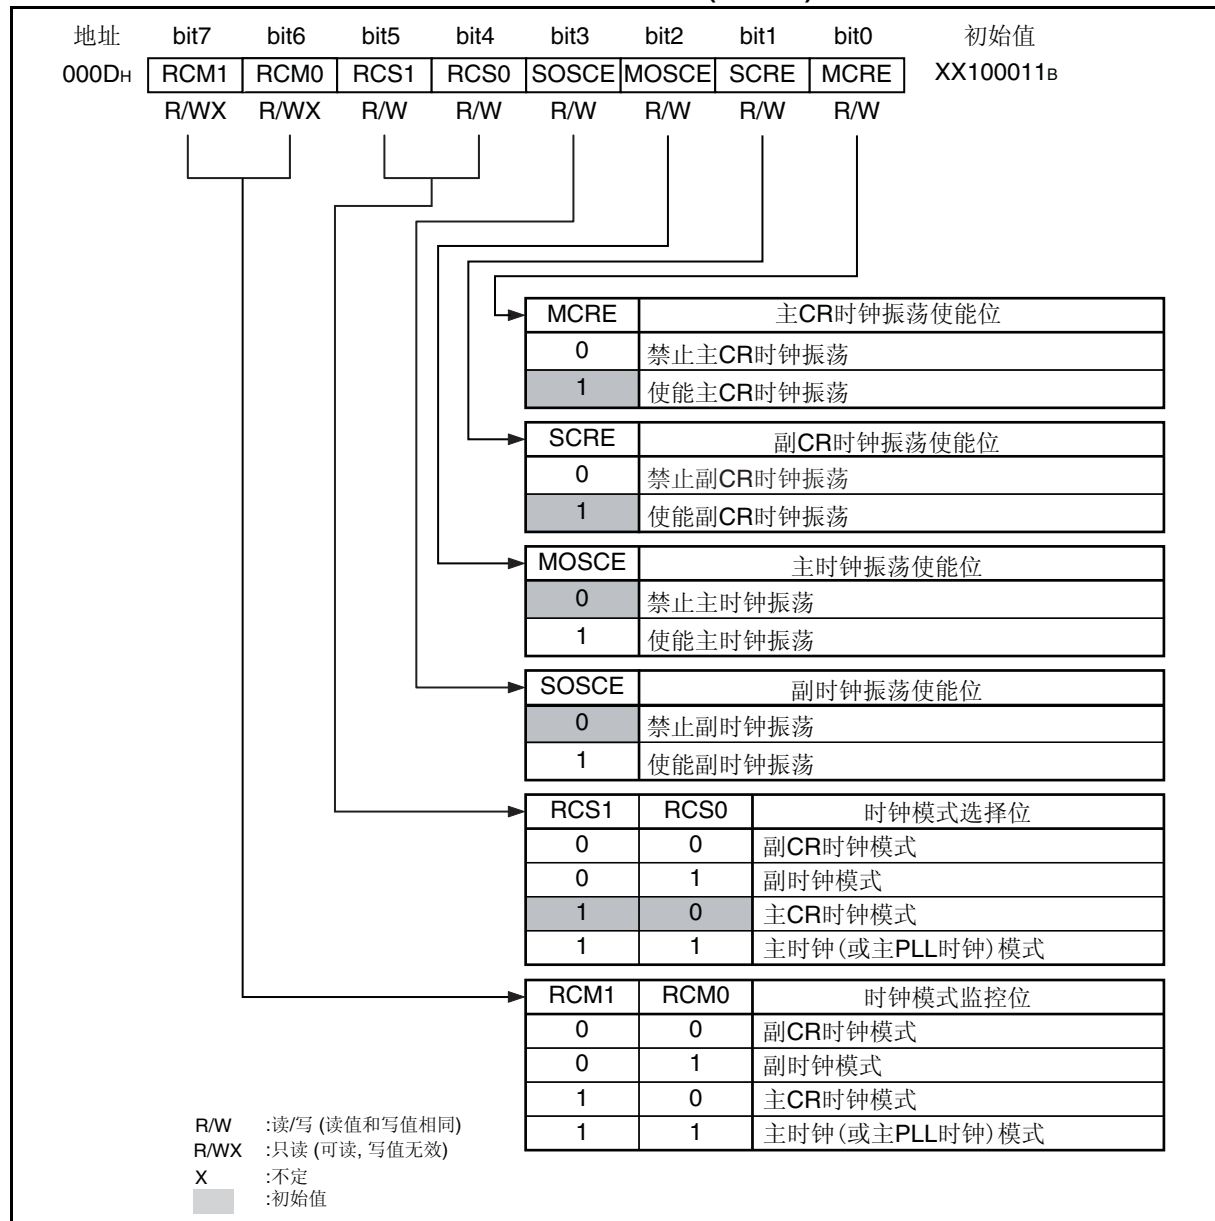 地址 bit7 bit6 bit5 bit4 bit3 bit2 bit1 bit0 初始值
000DH RCM1 RCM0 RCS1 RCS0 SOSCE MOSCE SCRE MCRE XX100011B
R/WX R/WX R/W R/W R/W R/W R/W R/W
MCRE 主CR时钟振荡使能位
0 禁止主CR时钟振荡
1 使能主CR时钟振荡
SCRE 副CR时钟振荡使能位
0 禁止副CR时钟振荡
1 使能副CR时钟振荡
MOSCE 主时钟振荡使能位
0 禁止主时钟振荡
1 使能主时钟振荡
SOSCE 副时钟振荡使能位
0 禁止副时钟振荡
1 使能副时钟振荡
RCS1 RCS0 时钟模式选择位
0 0 副CR时钟模式
0 1 副时钟模式
1 0 主CR时钟模式
1 1 主时钟(或主PLL时钟)模式
RCM1 RCM0 时钟模式监控位
0 0 副CR时钟模式
0 1 副时钟模式
1 0 主CR时钟模式
1 1 主时钟(或主PLL时钟)模式
R/W :读/写 (读值和写值相同)
R/WX :只读 (可读, 写值无效)
X :不定
:初始值